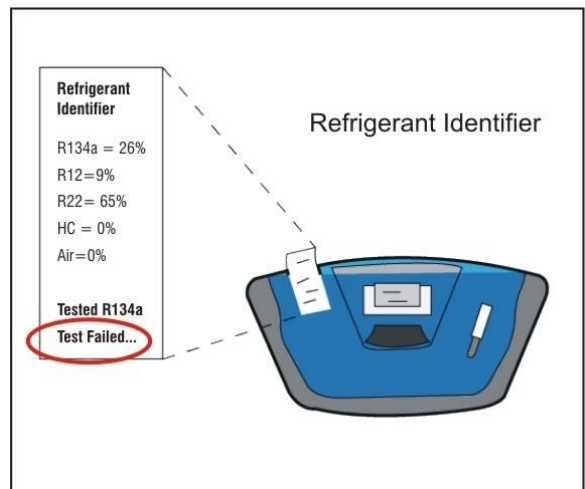 Refrigerant
Identifier
R134a = 26%
R12=9%
R22= 65%
HC = 0%
Air=0%
Tested R134a
Test Failed...
Refrigerant Identifier